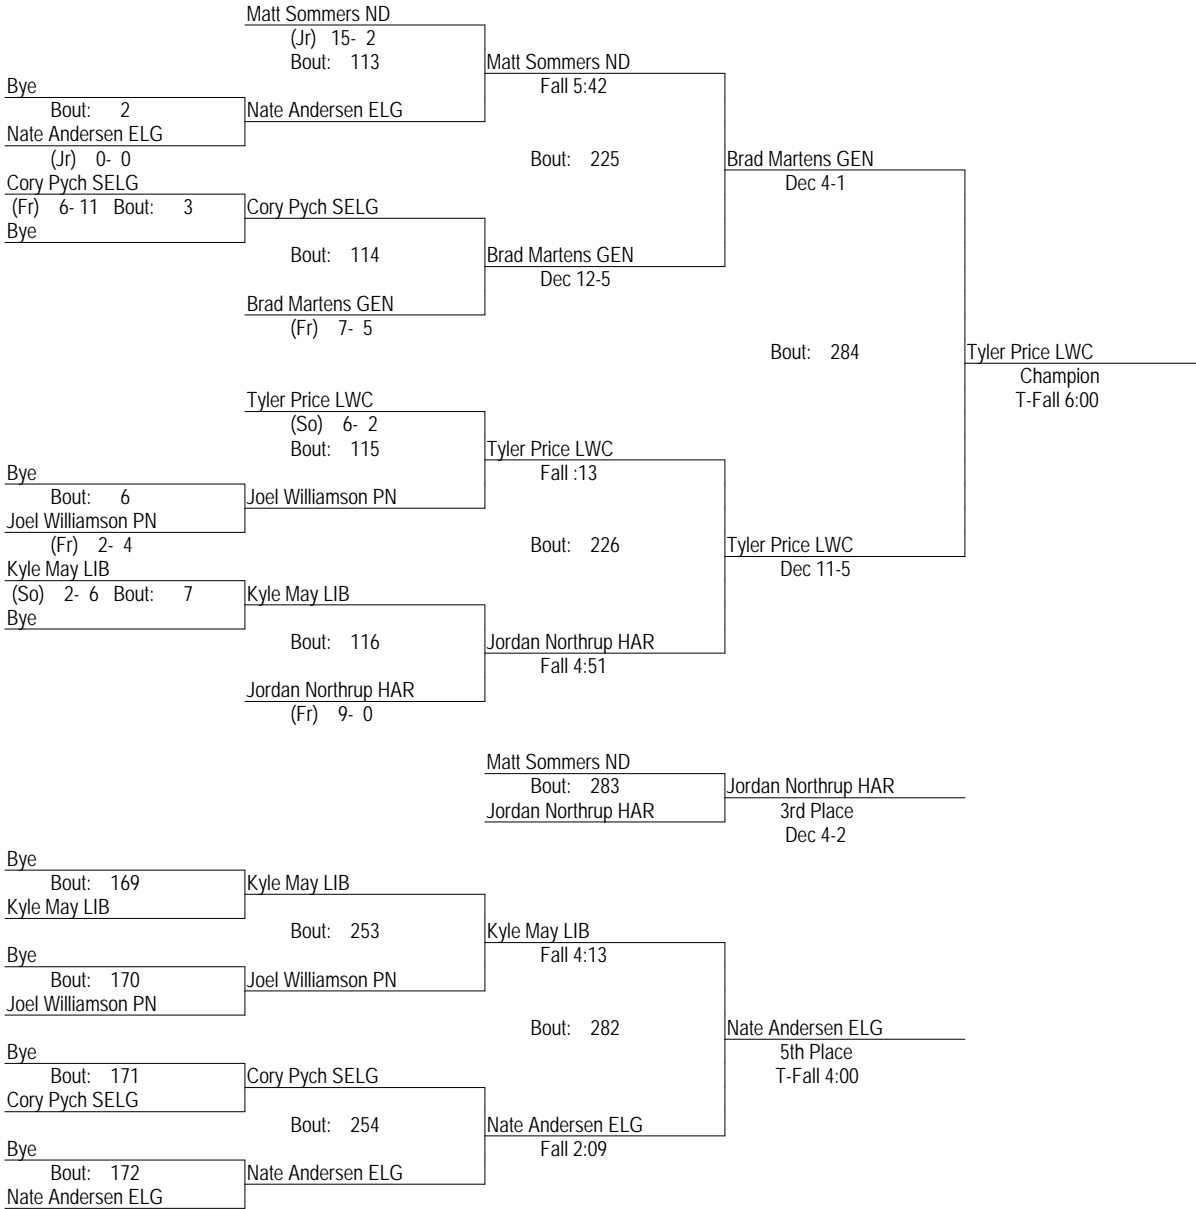 Matt Sommers ND
(Jr) 15- 2
Bout: 113
Matt Sommers ND
Fall 5:42
Bye
Bout: 2
Nate Andersen ELG
Nate Andersen ELG
(Jr) 0- 0
Bout: 225
Brad Martens GEN
Dec 4-1
Cory Pych SELG
(Fr) 6- 11 Bout: 3
Cory Pych SELG
Bye
Bout: 114
Brad Martens GEN
Dec 12-5
Brad Martens GEN
(Fr) 7- 5
Bout: 284
Tyler Price LWC
Champion
T-Fall 6:00
Tyler Price LWC
(So) 6- 2
Bout: 115
Tyler Price LWC
Fall :13
Bye
Bout: 6
Joel Williamson PN
Joel Williamson PN
(Fr) 2- 4
Bout: 226
Tyler Price LWC
Dec 11-5
Kyle May LIB
(So) 2- 6 Bout: 7
Kyle May LIB
Bye
Bout: 116
Jordan Northrup HAR
Fall 4:51
Jordan Northrup HAR
(Fr) 9- 0
Matt Sommers ND
Bout: 283
Jordan Northrup HAR
Jordan Northrup HAR
3rd Place
Dec 4-2
Bye
Bout: 169
Kyle May LIB
Kyle May LIB
Bout: 253
Kyle May LIB
Fall 4:13
Bye
Bout: 170
Joel Williamson PN
Joel Williamson PN
Bout: 282
Nate Andersen ELG
5th Place
T-Fall 4:00
Bye
Bout: 171
Cory Pych SELG
Cory Pych SELG
Bout: 254
Nate Andersen ELG
Fall 2:09
Bye
Bout: 172
Nate Andersen ELG
Nate Andersen ELG